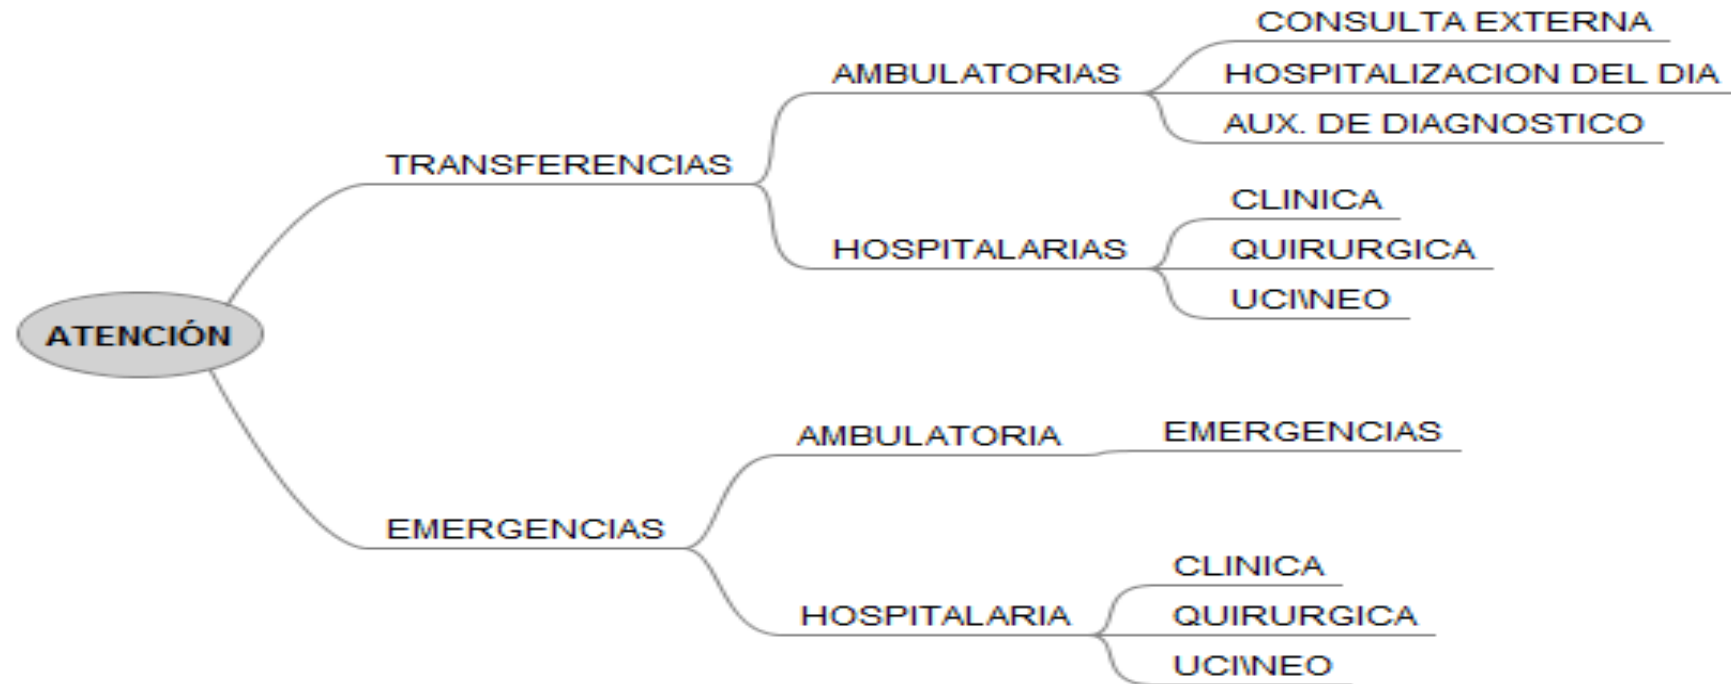 ATENCIÓN
TRANSFERENCIAS
AMBULATORIAS
CONSULTA EXTERNA
HOSPITALIZACION DEL DIA
AUX. DE DIAGNOSTICO
HOSPITALARIAS
CLINICA
QUIRURGICA
UCI\NEO
EMERGENCIAS
AMBULATORIA
EMERGENCIAS
HOSPITALARIA
CLINICA
QUIRURGICA
UCI\NEO